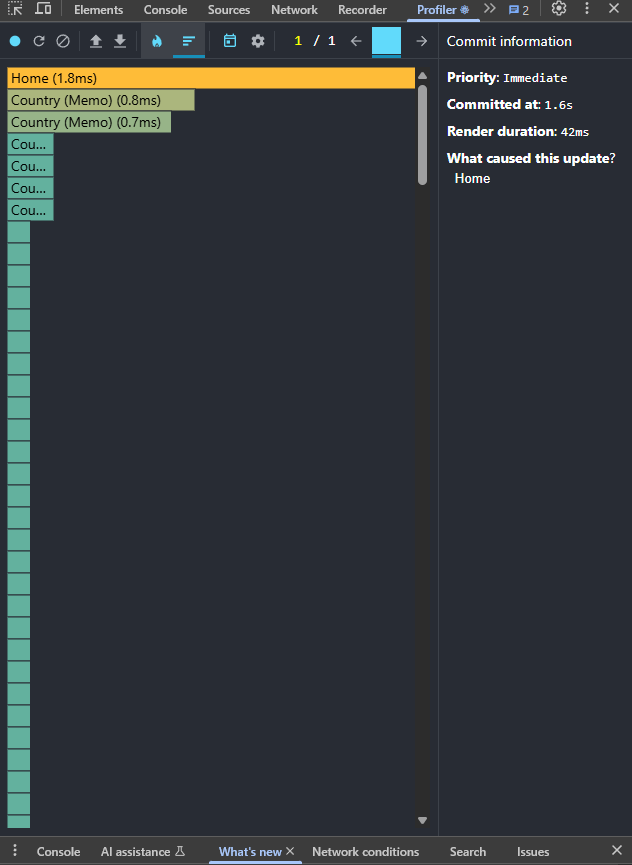 Elements Console Sources Network Recorder Profiler 2
1 / 1
Commit information
Home (1.8ms)
Country (Memo) (0.8ms)
Country (Memo) (0.7ms)
Cou...
Cou...
Cou...
Cou...
Priority: Immediate
Committed at: 1.6s
Render duration: 42ms
What caused this update?
Home
Console AI assistance What's new Network conditions Search Issues